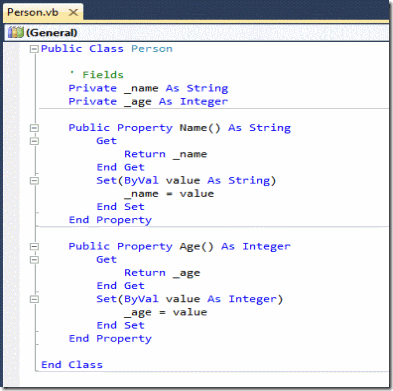 Person.vb
(General)
Public Class Person
' Fields
Private _name As String
Private _age As Integer
Public Property Name() As String
Get
Return _name
End Get
Set(ByVal value As String)
_name = value
End Set
End Property
Public Property Age() As Integer
Get
Return _age
End Get
Set(ByVal value As Integer)
_age = value
End Set
End Property
End Class